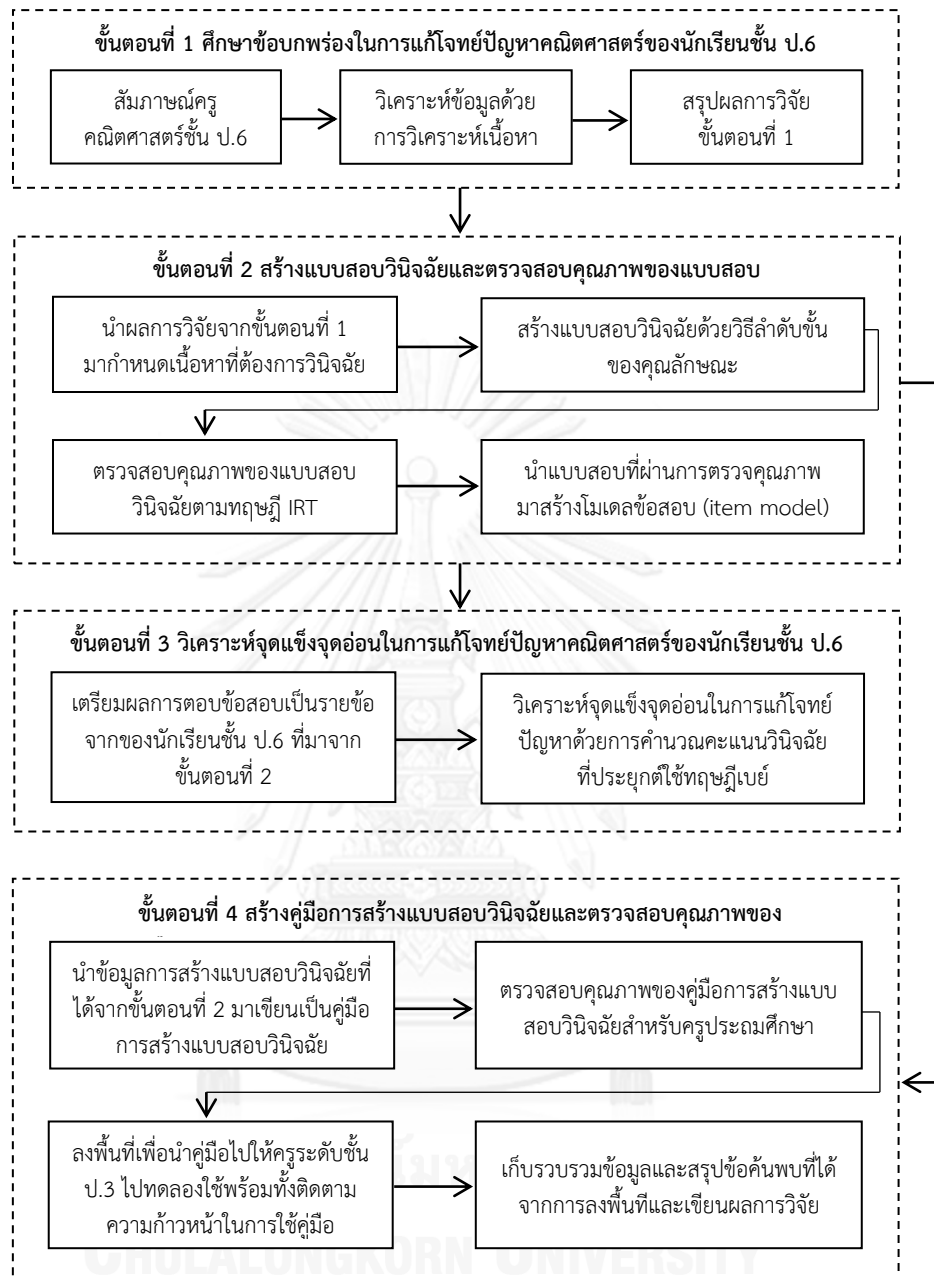 ขั้นตอนที่ 1 ศึกษาข้อบกพร่องในการแก้โจทย์ปัญหาคณิตศาสตร์ของนักเรียนชั้น ป.6
สัมภาษณ์ครู
คณิตศาสตร์ชั้น ป.6
วิเคราะห์ข้อมูลด้วย
การวิเคราะห์เนื้อหา
สรุปผลการวิจัย
ขั้นตอนที่ 1
ขั้นตอนที่ 2 สร้างแบบสอบวินิจฉัยและตรวจสอบคุณภาพของแบบสอบ
นำผลการวิจัยจากขั้นตอนที่ 1
มากำหนดเนื้อหาที่ต้องการวินิจฉัย
สร้างแบบสอบวินิจฉัยด้วยวิธีลำดับขั้น
ของคุณลักษณะ
ตรวจสอบคุณภาพของแบบสอบ
วินิจฉัยตามทฤษฎี IRT
นำแบบสอบที่ผ่านการตรวจคุณภาพ
มาสร้างโมเดลข้อสอบ (item model)
ขั้นตอนที่ 3 วิเคราะห์จุดแข็งจุดอ่อนในการแก้โจทย์ปัญหาคณิตศาสตร์ของนักเรียนชั้น ป.6
เตรียมผลการตอบข้อสอบเป็นรายข้อ
จากของนักเรียนชั้น ป.6 ที่มาจาก
ขั้นตอนที่ 2
วิเคราะห์จุดแข็งจุดอ่อนในการแก้โจทย์
ปัญหาด้วยการคำนวณคะแนนวินิจฉัย
ที่ประยุกต์ใช้ทฤษฎีเบย์
ขั้นตอนที่ 4 สร้างคู่มือการสร้างแบบสอบวินิจฉัยและตรวจสอบคุณภาพของ
นำข้อมูลการสร้างแบบสอบวินิจฉัยที่
ได้จากขั้นตอนที่ 2 มาเขียนเป็นคู่มือ
การสร้างแบบสอบวินิจฉัย
ตรวจสอบคุณภาพของคู่มือการสร้างแบบ
สอบวินิจฉัยสำหรับครูประถมศึกษา
ลงพื้นที่เพื่อนำคู่มือไปให้ครูระดับชั้น
ป.3 ไปทดลองใช้พร้อมทั้งติดตาม
ความก้าวหน้าในการใช้คู่มือ
เก็บรวบรวมข้อมูลและสรุปข้อค้นพบที่ได้
จากการลงพื้นที่และเขียนผลการวิจัย
CHULALONGKORN UNIVERSITY